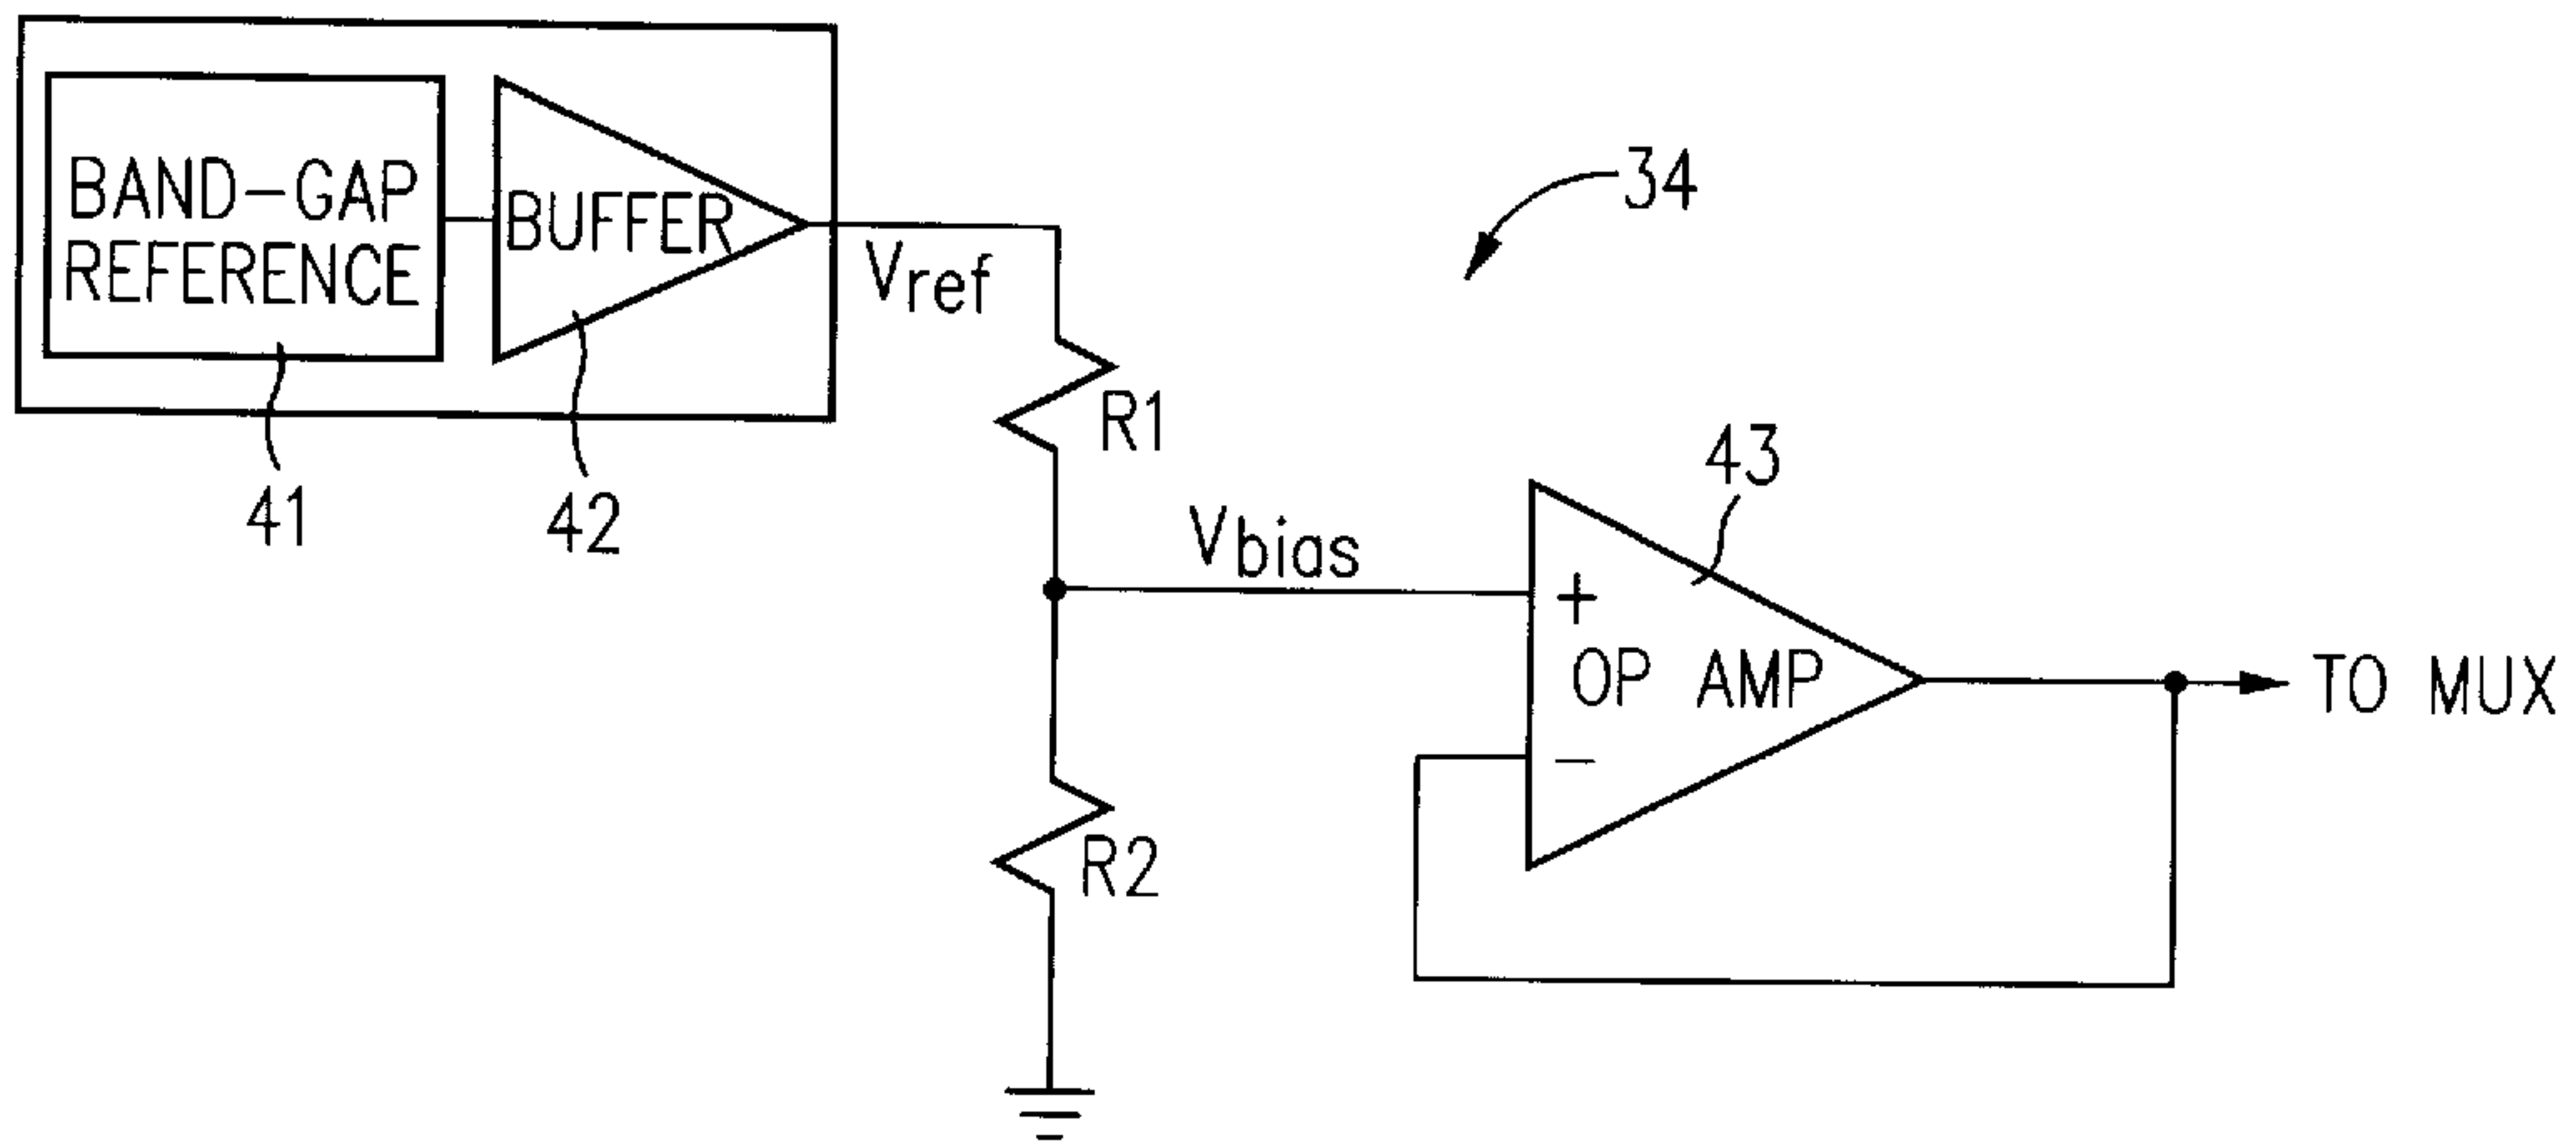 BAND-GAP
REFERENCE
BUFFER
Vref
34
41
42
R1
43
Vbias
+
OP AMP
−
TO MUX
R2